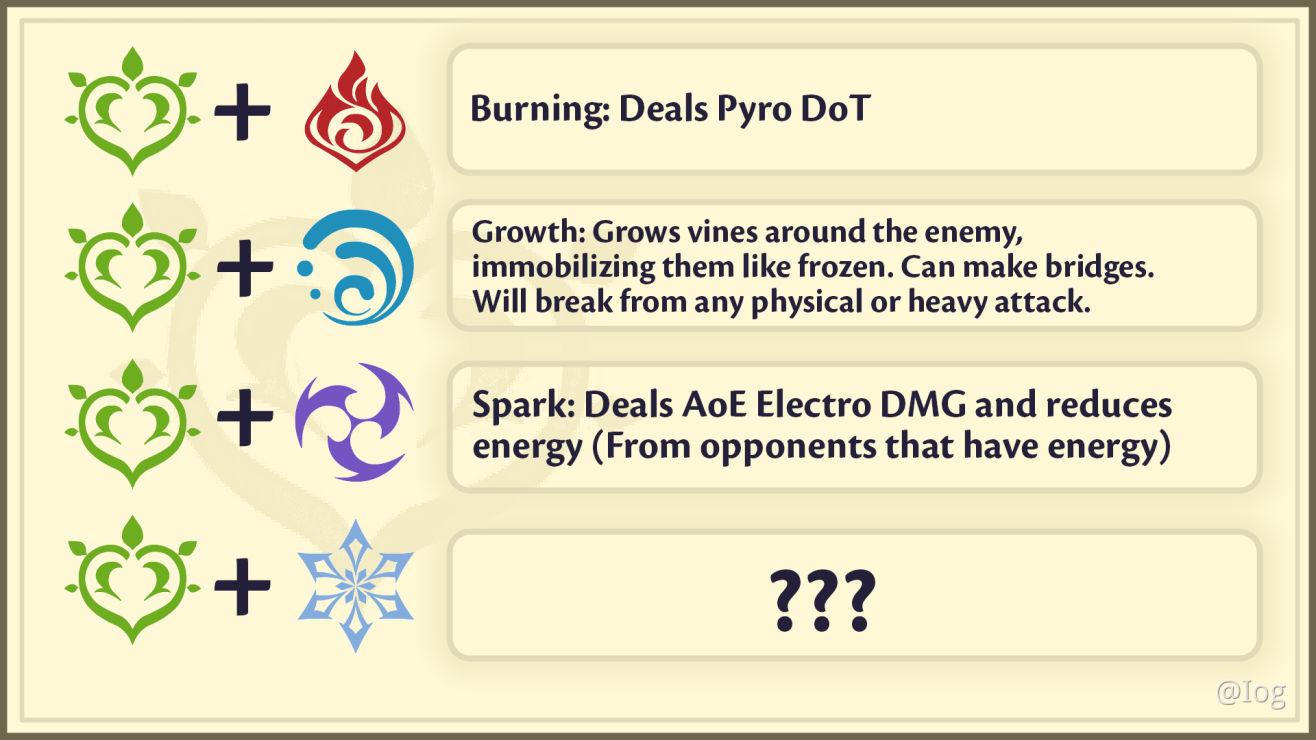 Burning: Deals Pyro DoT
Growth: Grows vines around the enemy,
immobilizing them like frozen. Can make bridges.
Will break from any physical or heavy attack.
Spark: Deals AoE Electro DMG and reduces
energy (From opponents that have energy)
???
@Iog